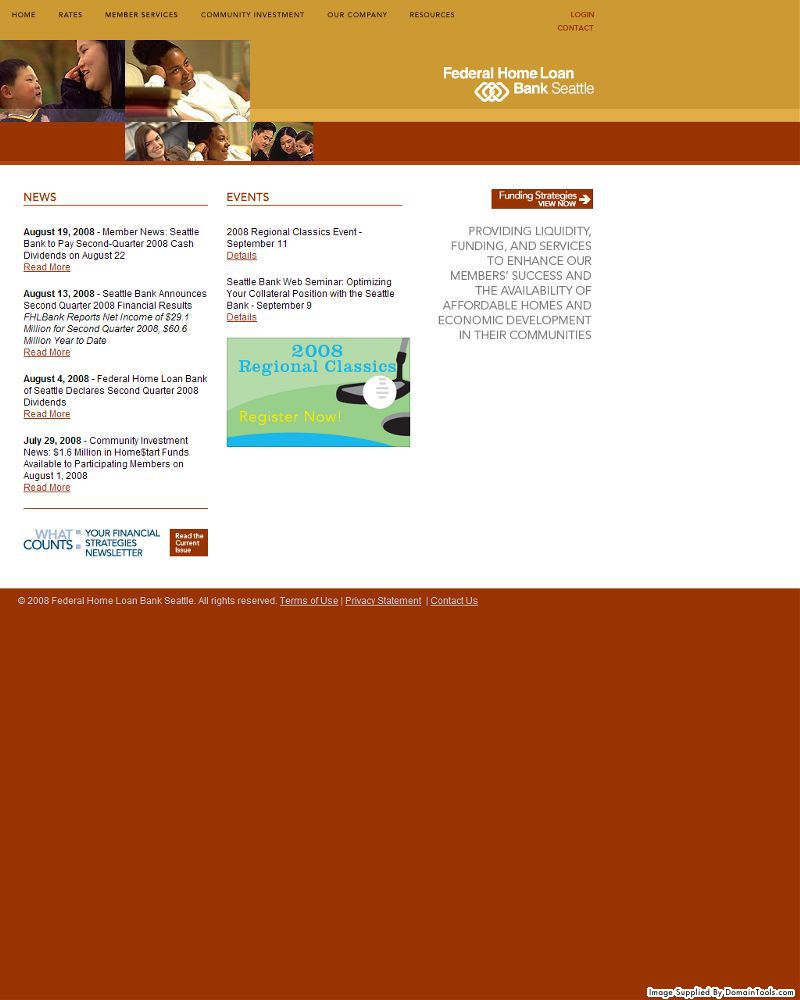 HOME RATES MEMBER SERVICES COMMUNITY INVESTMENT OUR COMPANY RESOURCES LOGIN
CONTACT
Federal Home Loan
Bank Seattle
NEWS
August 19, 2008 - Member News: Seattle
Bank to Pay Second-Quarter 2008 Cash
Dividends on August 22
Read More
August 13, 2008 - Seattle Bank Announces
Second Quarter 2008 Financial Results
FHLBank Reports Net Income of $29.1
Million for Second Quarter 2008, $60.6
Million Year to Date
Read More
August 4, 2008 - Federal Home Loan Bank
of Seattle Declares Second Quarter 2008
Dividends
Read More
July 29, 2008 - Community Investment
News: $1.6 Million in Home$tart Funds
Available to Participating Members on
August 1, 2008
Read More
WHAT
COUNTS
YOUR FINANCIAL
STRATEGIES
NEWSLETTER
Read the
Current
Issue
EVENTS
2008 Regional Classics Event -
September 11
Details
Seattle Bank Web Seminar: Optimizing
Your Collateral Position with the Seattle
Bank - September 9
Details
2008
Regional Classics
Register Now!
Funding Strategies
VIEW NOW
PROVIDING LIQUIDITY,
FUNDING, AND SERVICES
TO ENHANCE OUR
MEMBERS' SUCCESS AND
THE AVAILABILITY OF
AFFORDABLE HOMES AND
ECONOMIC DEVELOPMENT
IN THEIR COMMUNITIES
© 2008 Federal Home Loan Bank Seattle. All rights reserved. Terms of Use | Privacy Statement | Contact Us
Image Supplied By DomainTools.com